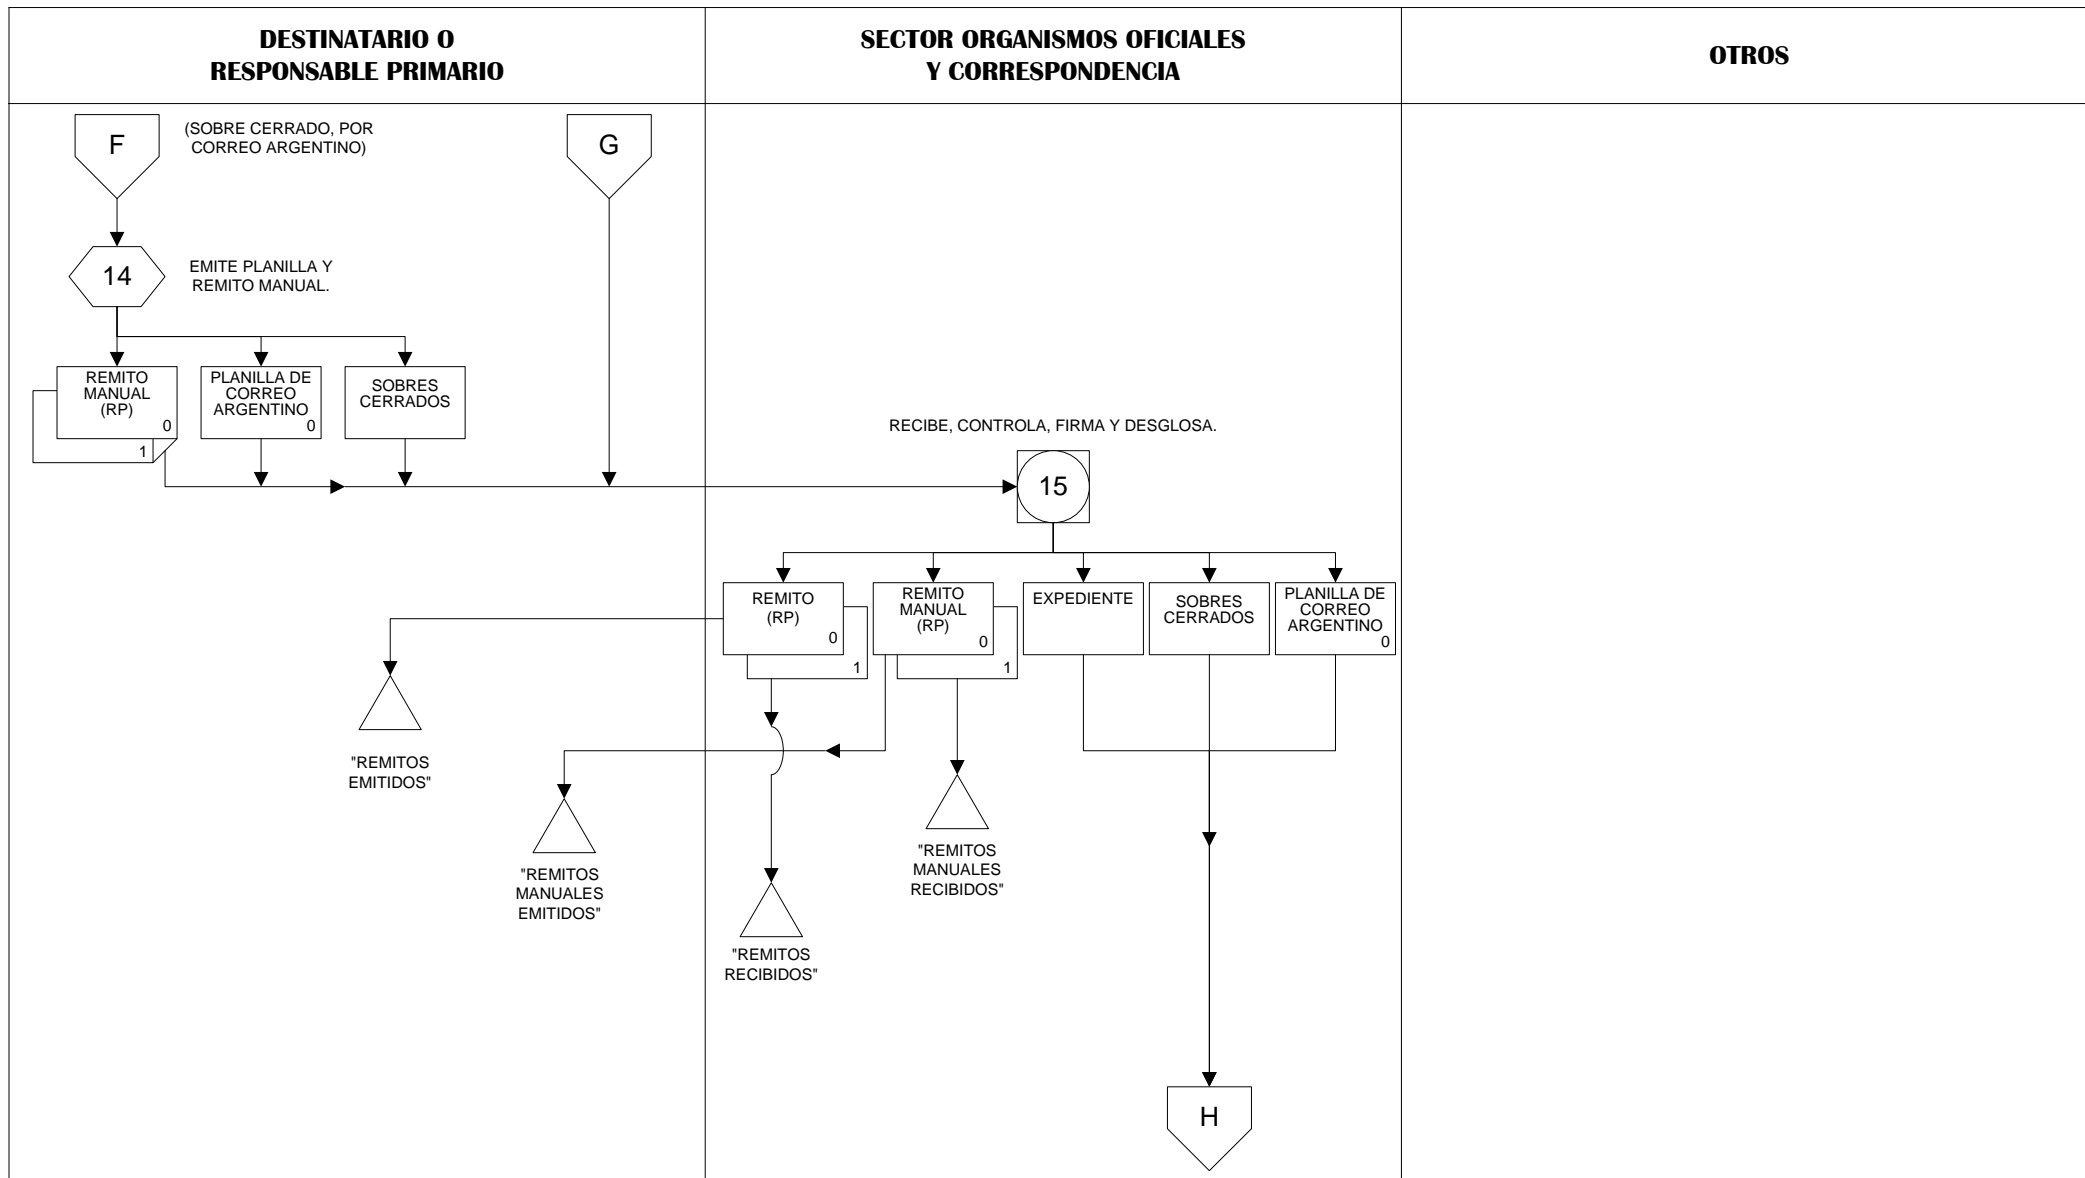 DESTINATARIO O
RESPONSABLE PRIMARIO
SECTOR ORGANISMOS OFICIALES
Y CORRESPONDENCIA
OTROS
F
(SOBRE CERRADO, POR
CORREO ARGENTINO)
G
14
EMITE PLANILLA Y
REMITO MANUAL.
REMITO
MANUAL
(RP)
0
1
PLANILLA DE
CORREO
ARGENTINO
0
SOBRES
CERRADOS
RECIBE, CONTROLA, FIRMA Y DESGLOSA.
15
REMITO
(RP)
0
1
REMITO
MANUAL
(RP)
0
1
EXPEDIENTE
SOBRES
CERRADOS
PLANILLA DE
CORREO
ARGENTINO
0
"REMITOS
EMITIDOS"
"REMITOS
MANUALES
EMITIDOS"
"REMITOS
RECIBIDOS"
"REMITOS
MANUALES
RECIBIDOS"
H